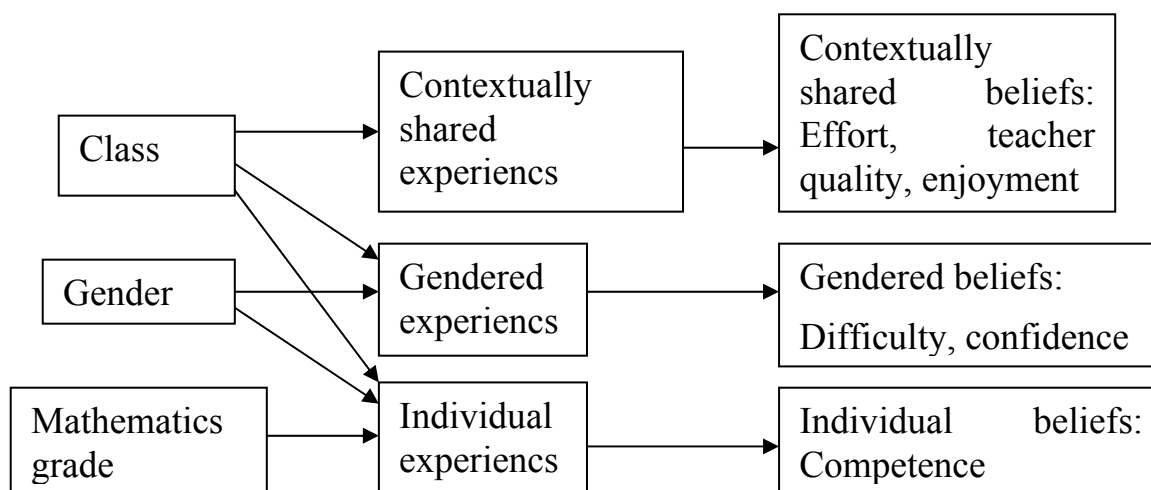 Class
Gender
Mathematics
grade
Contextually
shared
experiencs
Gendered
experiencs
Individual
experiencs
Contextually
shared beliefs:
Effort, teacher
quality, enjoyment
Gendered beliefs:
Difficulty, confidence
Individual beliefs:
Competence